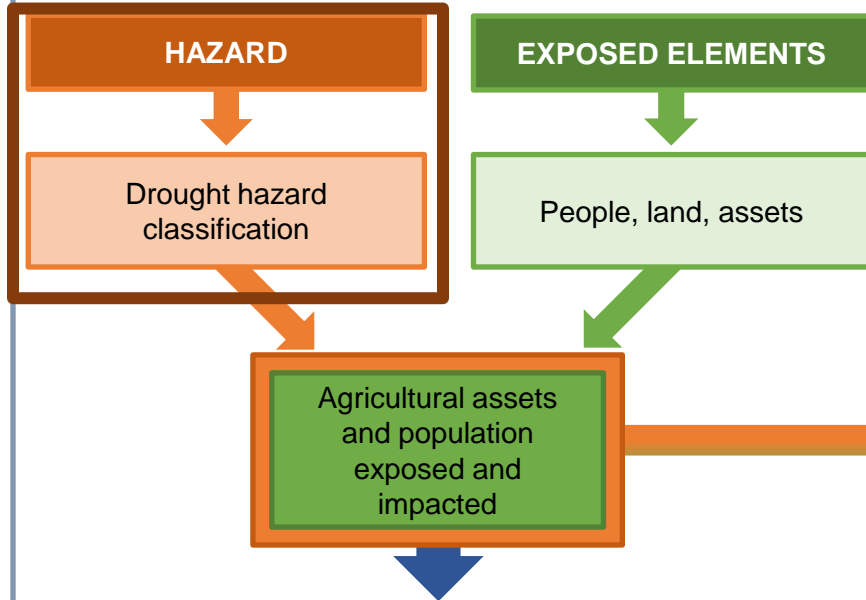 HAZARD
EXPOSED ELEMENTS
Drought hazard
classification
People, land, assets
Agricultural assets
and population
exposed and
impacted